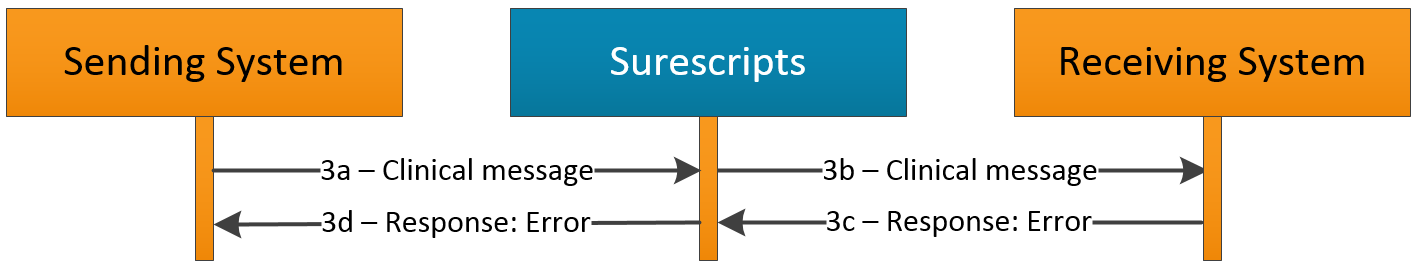 Sending System
Surescripts
Receiving System
3a – Clinical message
3b – Clinical message
3d – Response: Error
3c – Response: Error